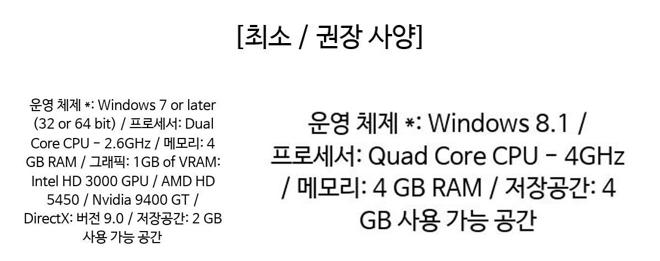 [최소 / 권장 사양]
운영 체제 *: Windows 7 or later
(32 or 64 bit) / 프로세서: Dual
Core CPU - 2.6GHz / 메모리: 4
GB RAM / 그래픽: 1GB of VRAM:
Intel HD 3000 GPU / AMD HD
5450 / Nvidia 9400 GT /
DirectX: 버전 9.0 / 저장공간: 2 GB
사용 가능 공간
운영 체제 *: Windows 8.1 /
프로세서: Quad Core CPU - 4GHz
/ 메모리: 4 GB RAM / 저장공간: 4
GB 사용 가능 공간